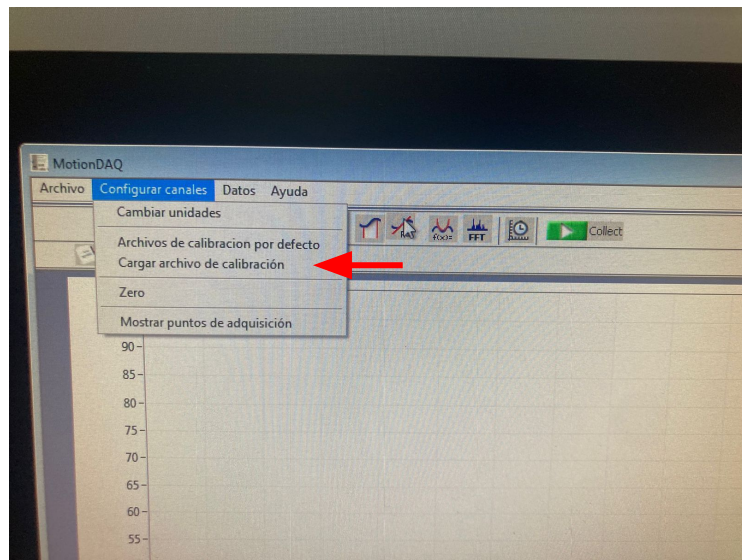 MotionDAQ
Archivo Configurar canales Datos Ayuda
Cambiar unidades
Archivos de calibracion por defecto
Cargar archivo de calibración
Zero
Mostrar puntos de adquisición
f(x)= FFT Collect
90
85
80
75
70
65
60
55